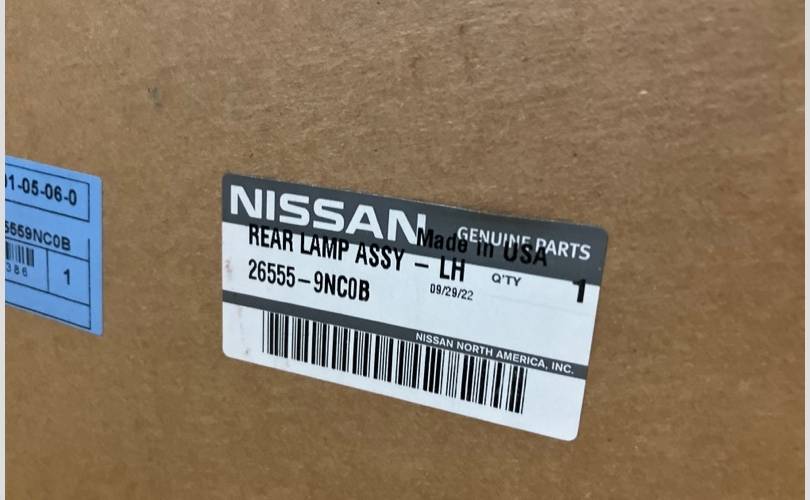 01-05-06-0
5559NC0B
386
1
NISSAN GENUINE PARTS
Made in USA
REAR LAMP ASSY - LH
26555-9NC0B
09/29/22
Q'TY
1
NISSAN NORTH AMERICA, INC.